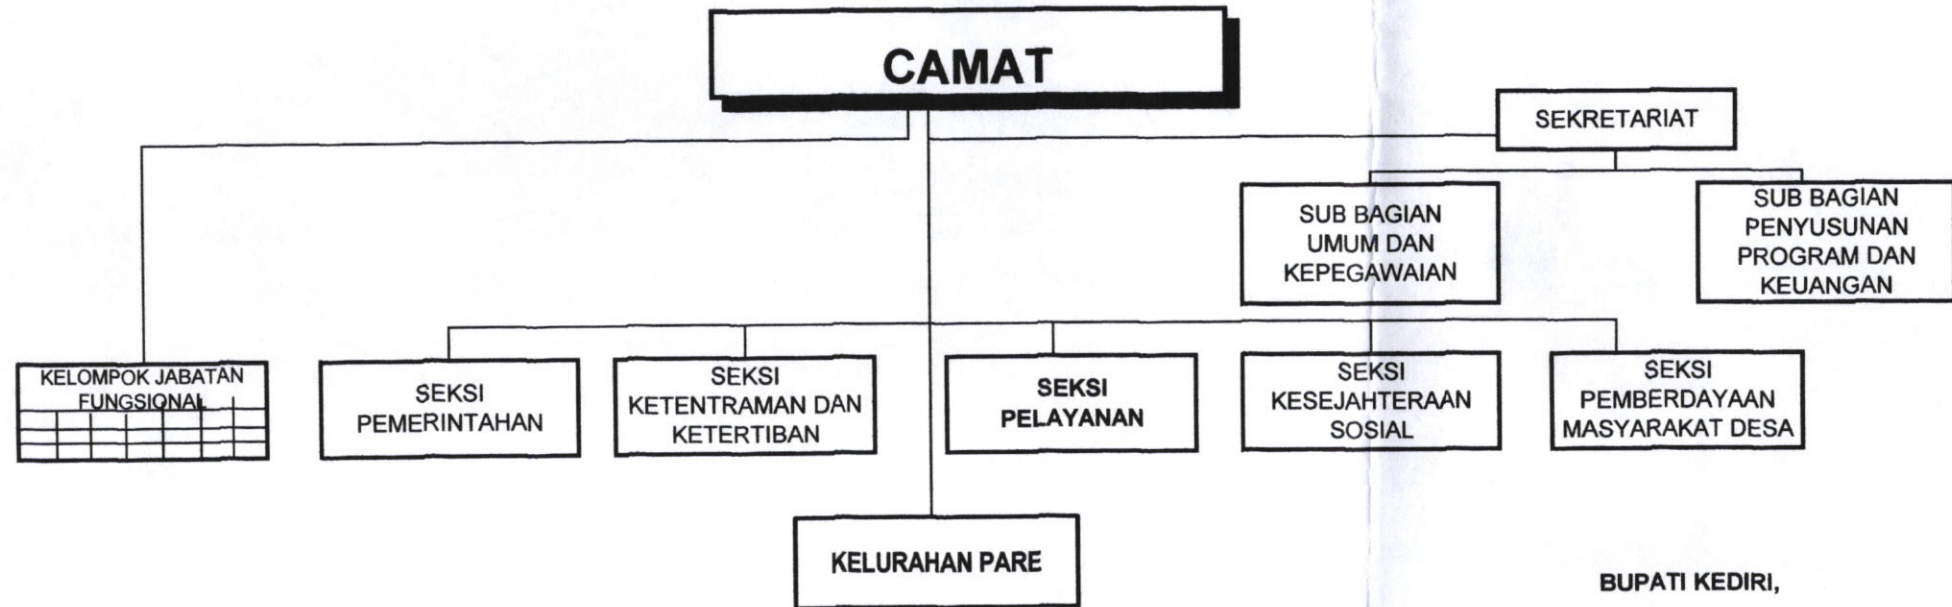 CAMAT
SEKRETARIAT
SUB BAGIAN
UMUM DAN
KEPEGAWAIAN
SUB BAGIAN
PENYUSUNAN
PROGRAM DAN
KEUANGAN
KELOMPOK JABATAN
FUNGSIONAL
SEKSI
PEMERINTAHAN
SEKSI
KETENTRAMAN DAN
KETERTIBAN
SEKSI
PELAYANAN
SEKSI
KESEJAHTERAAN
SOSIAL
SEKSI
PEMBERDAYAAN
MASYARAKAT DESA
KELURAHAN PARE
BUPATI KEDIRI,